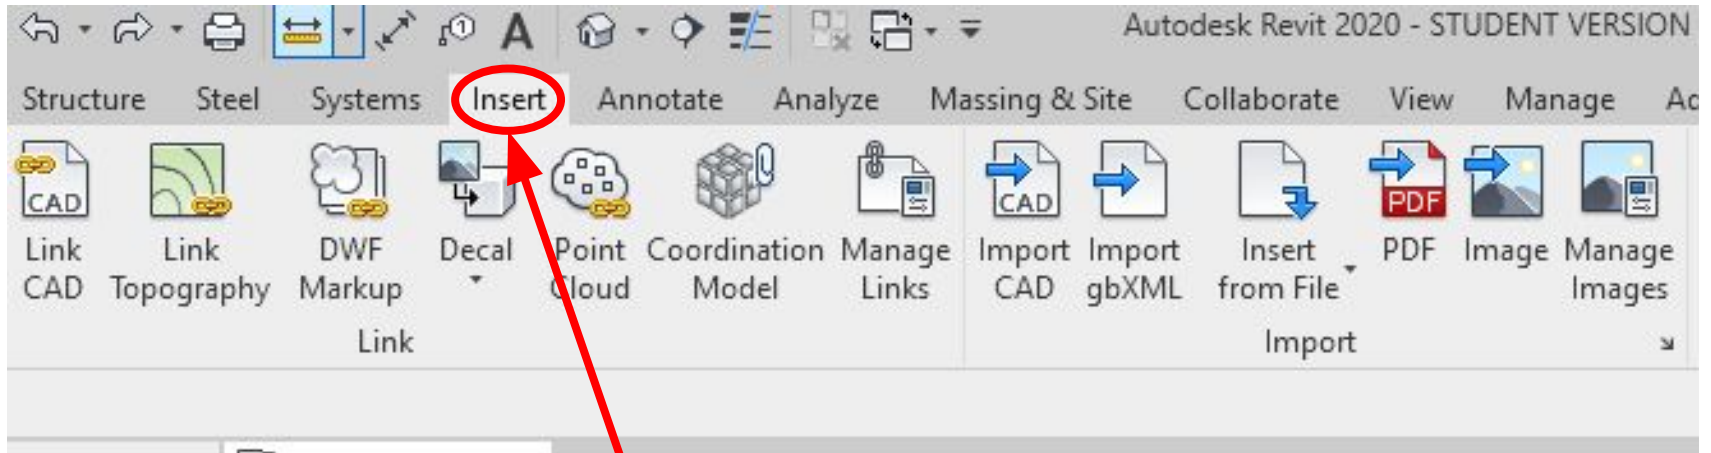 Autodesk Revit 2020 - STUDENT VERSION
Structure Steel Systems Insert Annotate Analyze Massing & Site Collaborate View Manage
CAD CAD PDF
Link Link DWF Decal Point Coordination Manage Import Import Insert PDF Image Manage
CAD Topography Markup Cloud Model Links CAD gbXML from File Images
Link Import